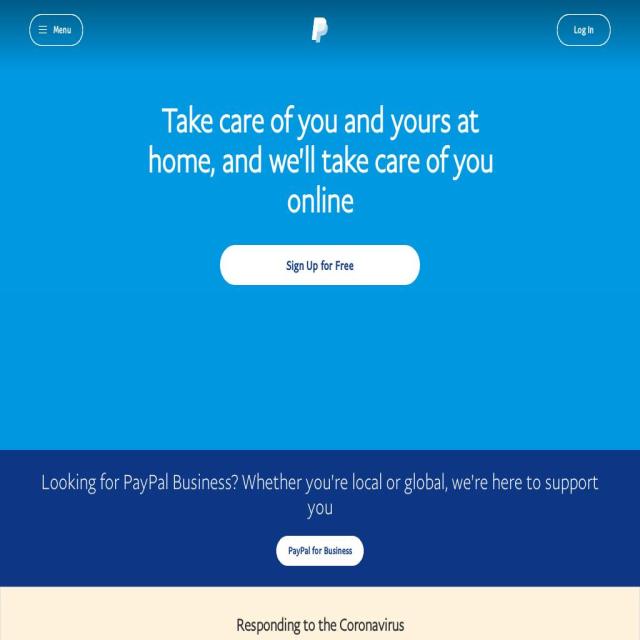 Menu
Log In
Take care of you and yours at
home, and we'll take care of you
online
Sign Up for Free
Looking for PayPal Business? Whether you're local or global, we're here to support
you
PayPal for Business
Responding to the Coronavirus